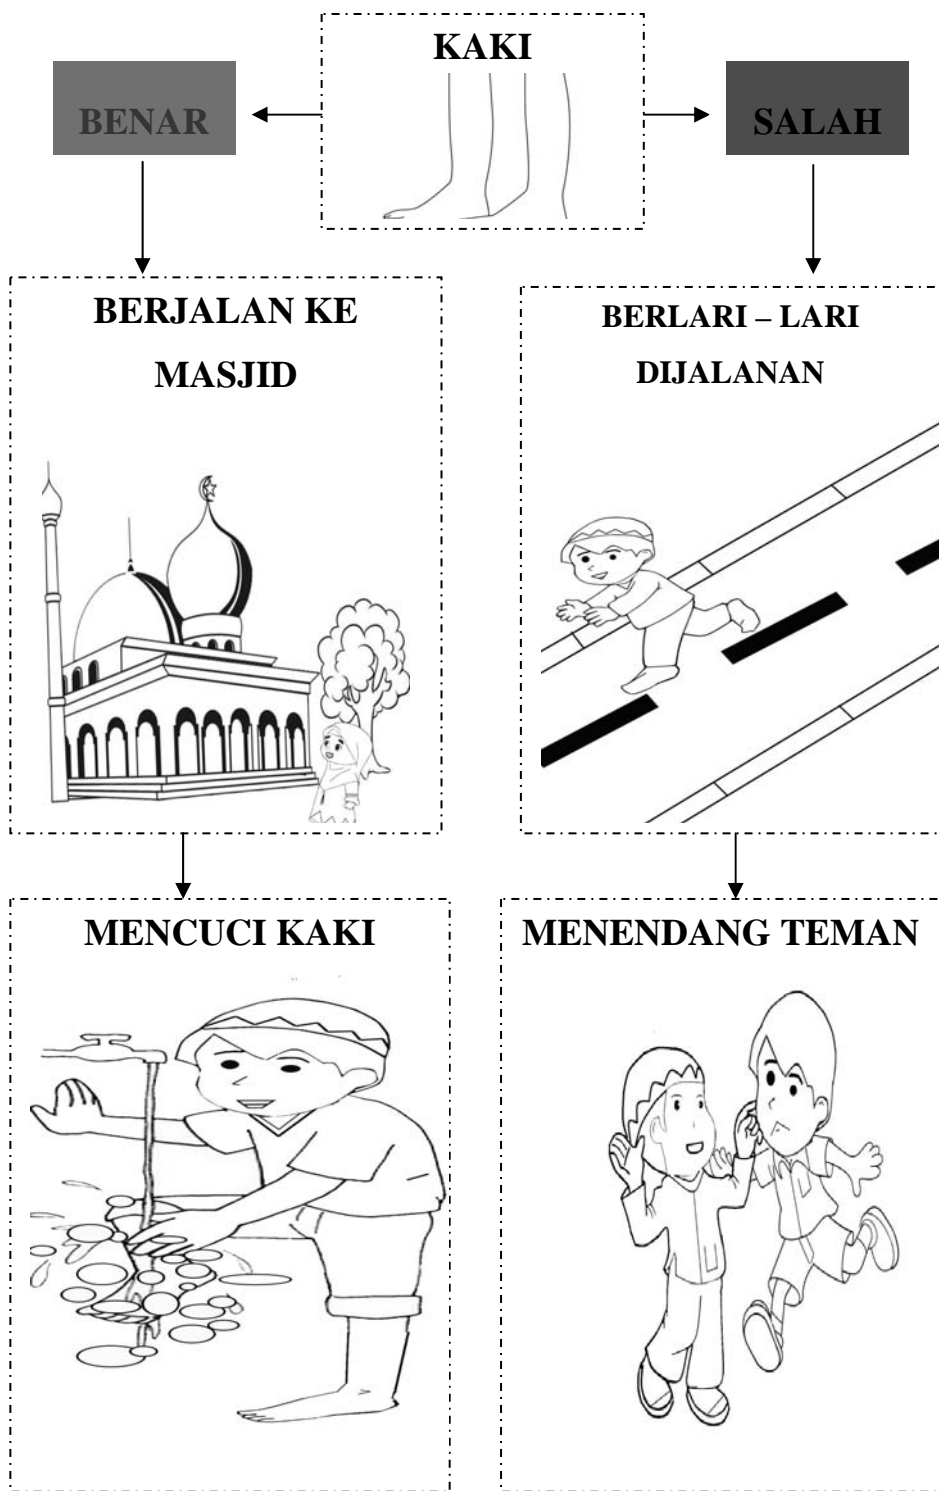 KAKI
BENAR
SALAH
BERJALAN KE
MASJID
BERLARI – LARI
DIJALANAN
MENCUCI KAKI
MENENDANG TEMAN